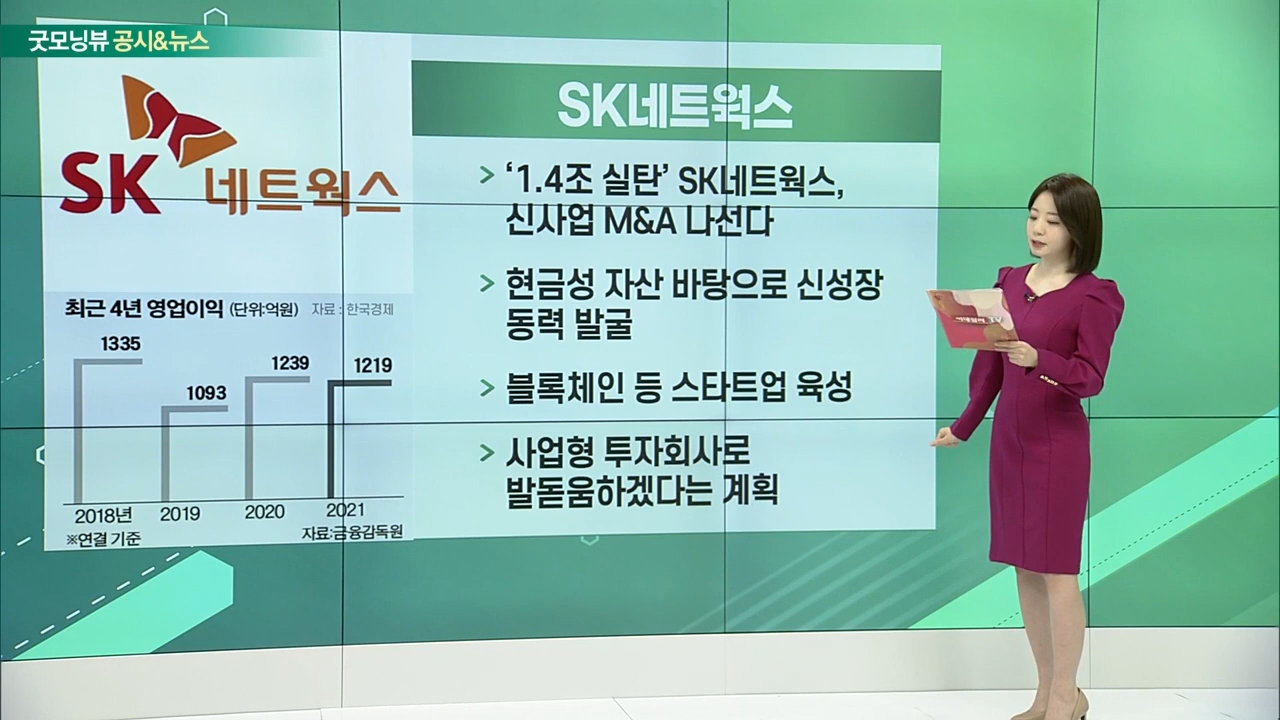 굿모닝뷰 공시&뉴스
SK 네트웍스
최근 4년 영업이익 (단위:억원) 자료 : 한국경제
1335
1093
1239
1219
2018년 2019 2020 2021
※연결 기준 자료:금융감독원
SK네트웍스
> ‘1.4조 실탄’ SK네트웍스,
신사업 M&A 나선다
> 현금성 자산 바탕으로 신성장
동력 발굴
> 블록체인 등 스타트업 육성
> 사업형 투자회사로
발돋움하겠다는 계획